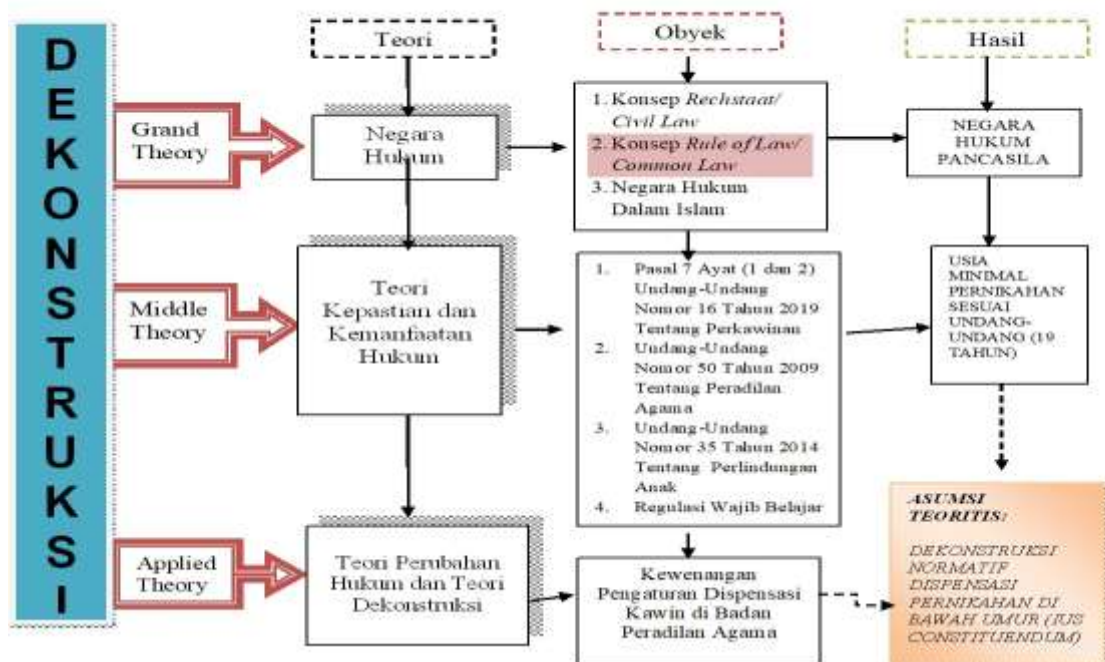 DEKONSTRUKSI
Teori
Obyek
Hasil
Grand
Theory
Negara
Hukum
1. Konsep Rechstaat/
Civil Law
2. Konsep Rule of Law/
Common Law
3. Negara Hukum
Dalam Islam
NEGARA
HUKUM
PANCASILA
Middle
Theory
Teori
Kepastian dan
Kemanfaatan
Hukum
1. Pasal 7 Ayat (1 dan 2)
Undang-Undang
Nomor 16 Tahun 2019
Tentang Perkawinan
2. Undang-Undang
Nomor 50 Tahun 2009
Tentang Peradilan
Agama
3. Undang-Undang
Nomor 35 Tahun 2014
Tentang Perlindungan
Anak
4. Regulasi Wajib Belajar
USIA
MINIMAL
PERNIKAHAN
SESUAI
UNDANG-
UNDANG (19
TAHUN)
Applied
Theory
Teori Perubahan
Hukum dan Teori
Dekonstruksi
Kewenangan
Pengaturan Dispensasi
Kawin di Badan
Peradilan Agama
ASUMSI
TEORITIS:
DEKONSTRUKSI
NORMATIF
DISPENSASI
PERNIKAHAN DI
BAWAH UMUR (IUS
CONSTITUENDUM)